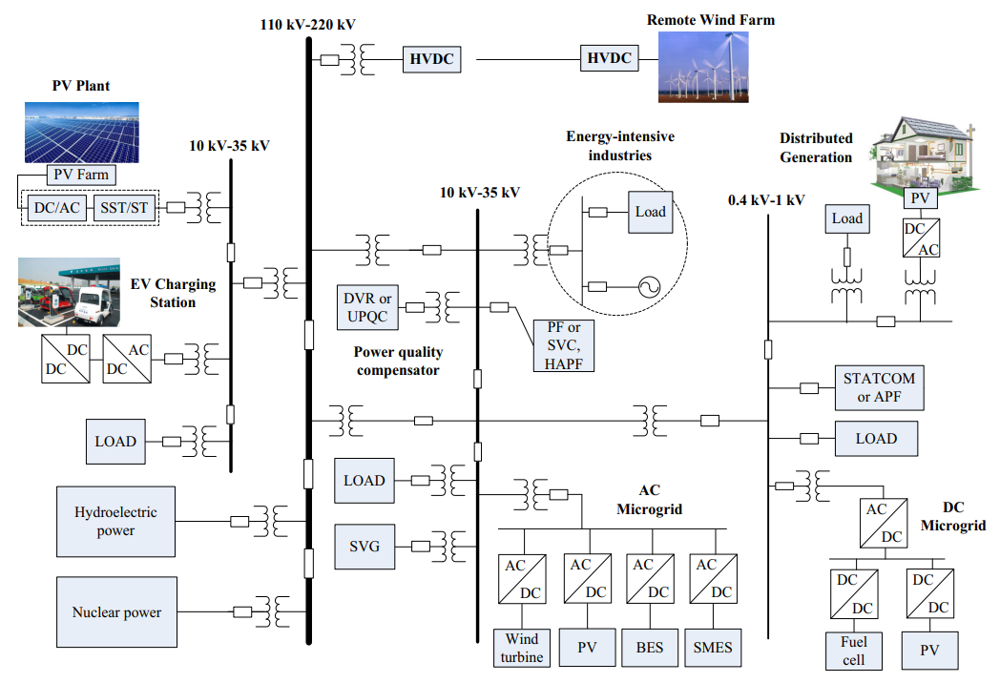 110 kV-220 kV
Remote Wind Farm
HVDC
HVDC
PV Plant
10 kV-35 kV
PV Farm
DC/AC
SST/ST
EV Charging
Station
DC
DC
AC
DC
LOAD
Hydroelectric
power
Nuclear power
Energy-intensive
industries
10 kV-35 kV
Load
DVR or
UPQC
PF or
SVC,
HAPF
Power quality
compensator
LOAD
SVG
AC
Microgrid
AC
DC
AC
DC
AC
DC
AC
DC
Wind
turbine
PV
BES
SMES
Distributed
Generation
0.4 kV-1 kV
Load
PV
DC
AC
STATCOM
or APF
LOAD
DC
Microgrid
AC
DC
DC
DC
DC
DC
Fuel
cell
PV